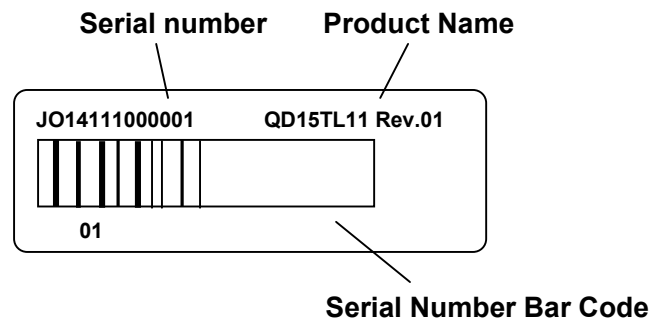 Serial number Product Name
JO14111000001 QD15TL11 Rev.01
01
Serial Number Bar Code